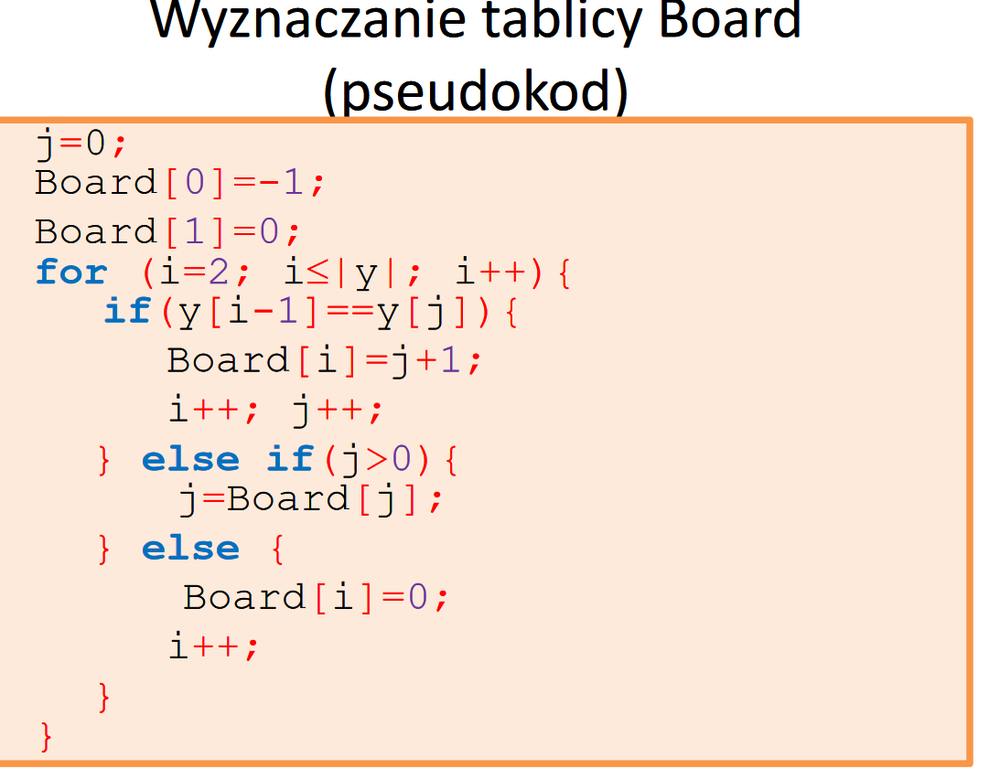 Wyznaczanie tablicy Board
(pseudokod)
j=0;
Board[0]=-1;
Board[1]=0;
for (i=2; i≤|y|; i++){
if(y[i-1]==y[j]){
Board[i]=j+1;
i++; j++;
} else if(j>0){
j=Board[j];
} else {
Board[i]=0;
i++;
}
}